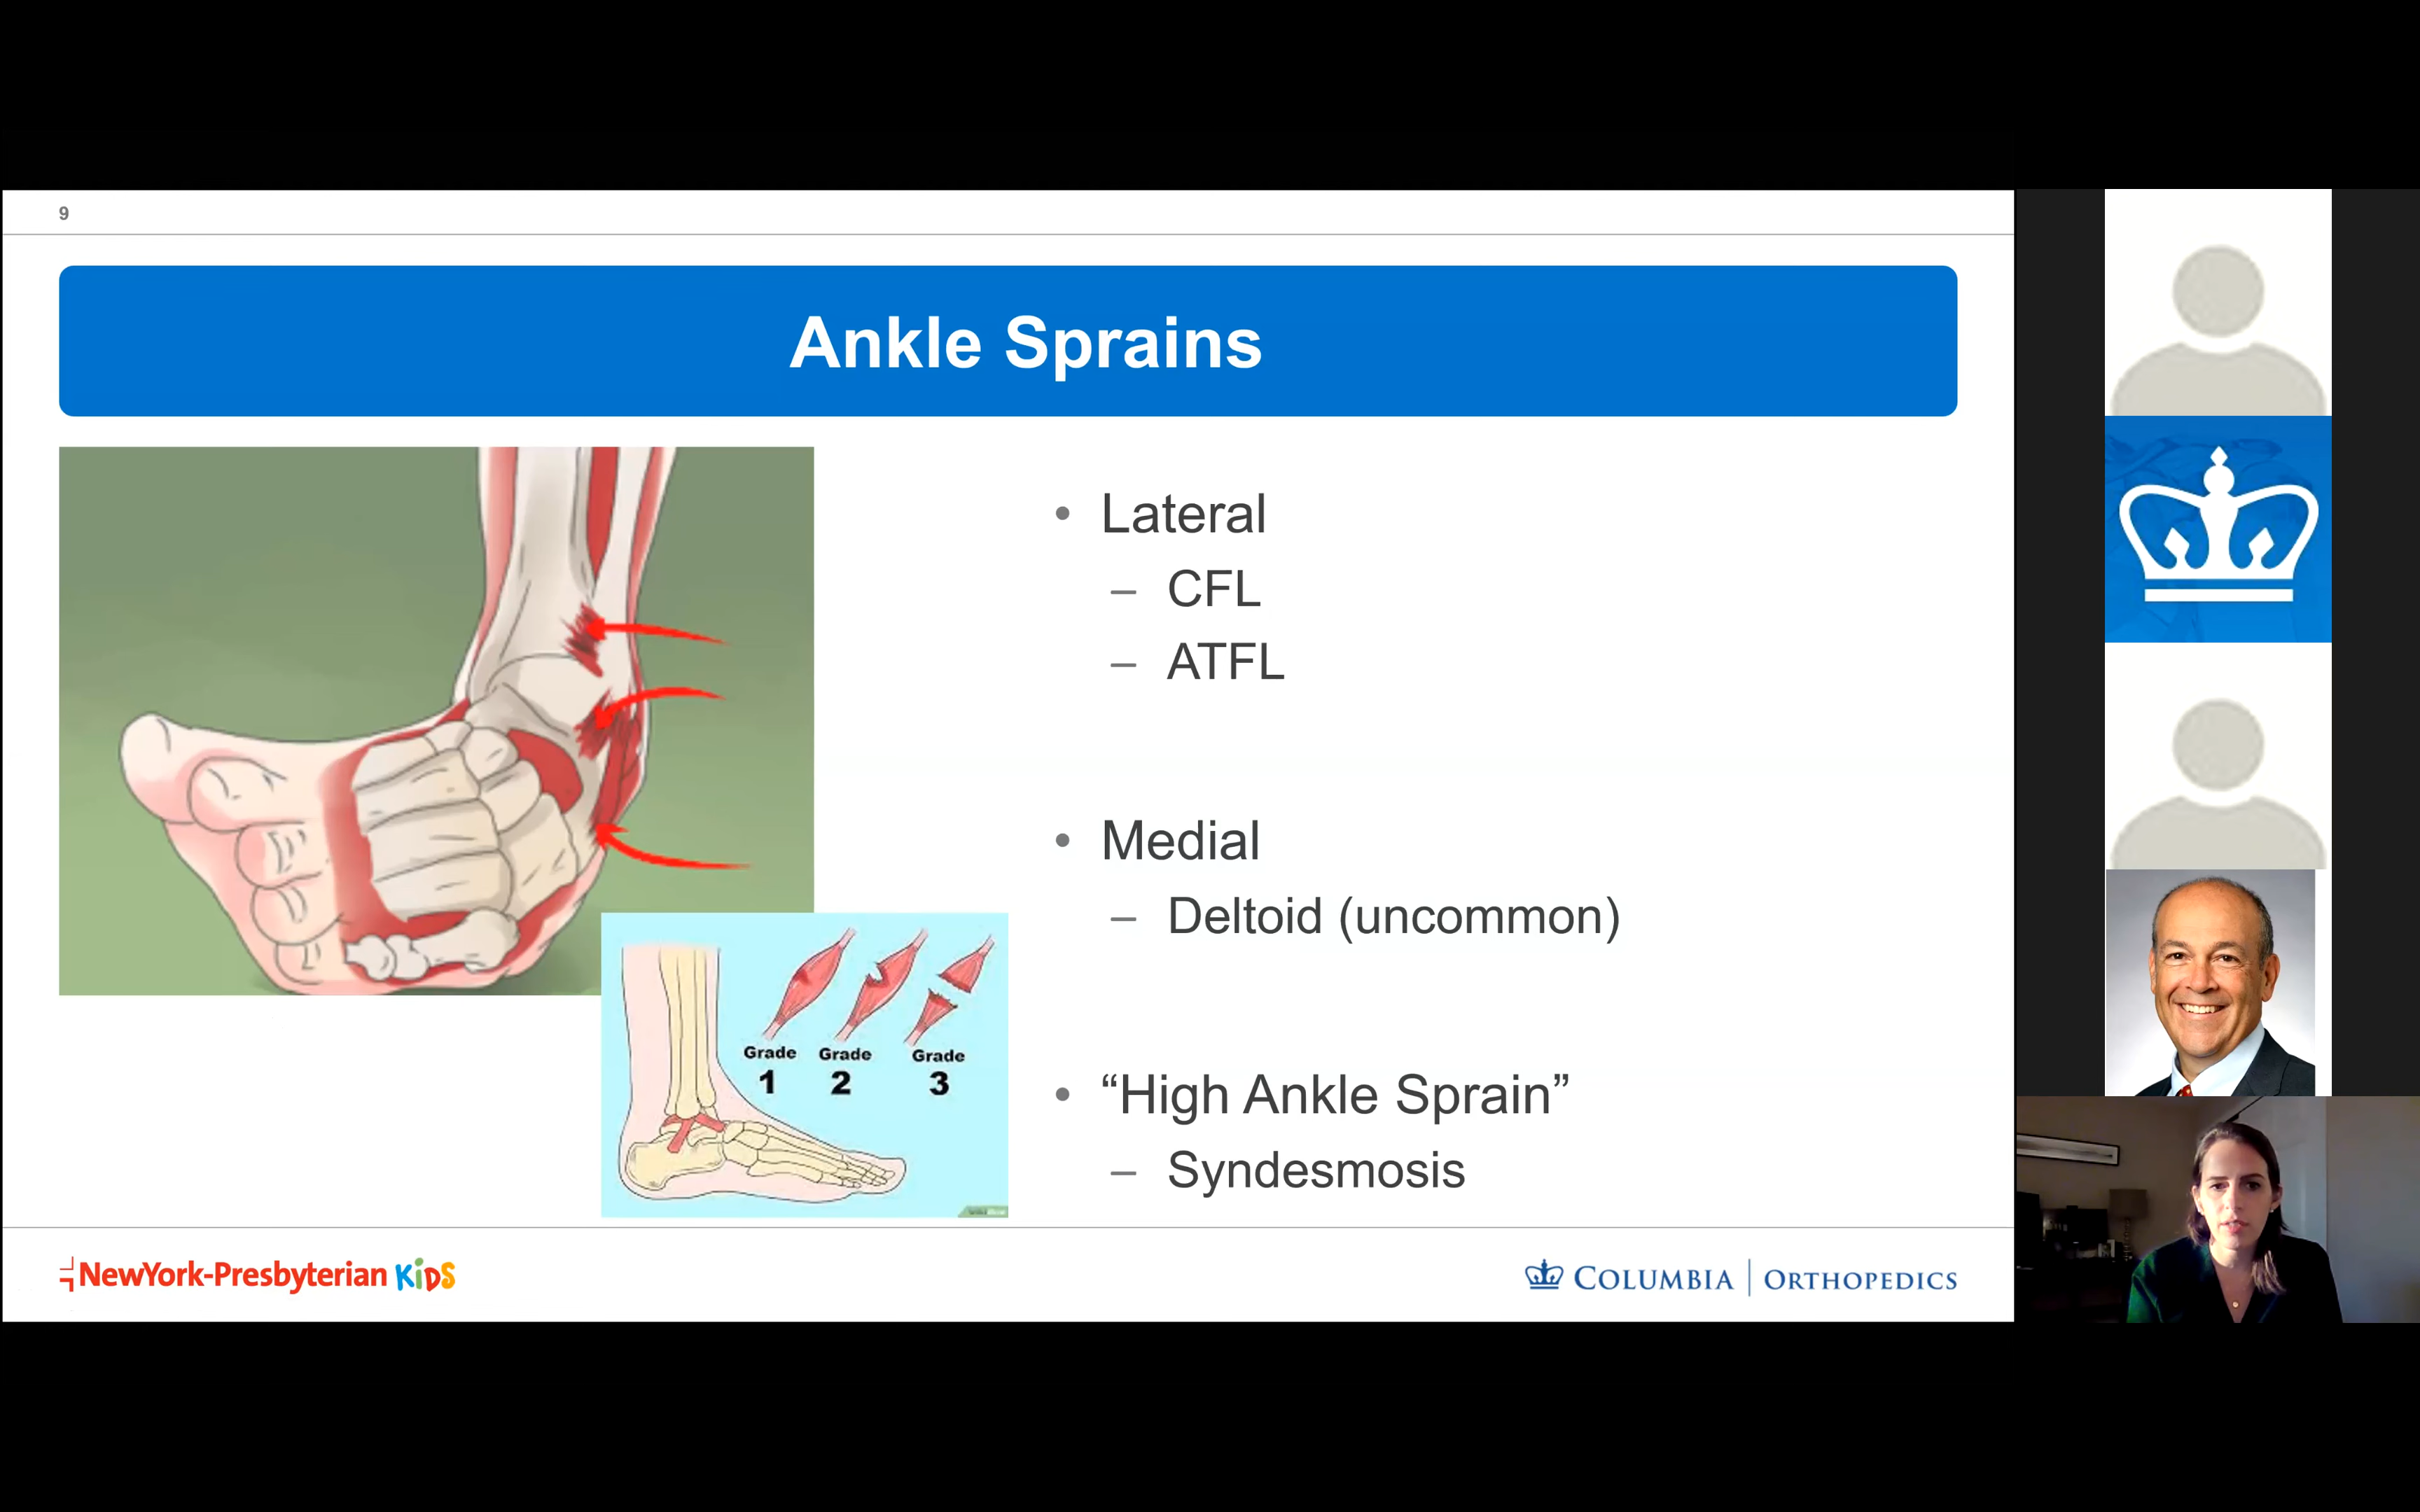 9
Ankle Sprains
• Lateral
– CFL
– ATFL
• Medial
– Deltoid (uncommon)
• “High Ankle Sprain”
– Syndesmosis
Grade 1
Grade 2
Grade 3
NewYork-Presbyterian KiDS
COLUMBIA | ORTHOPEDICS